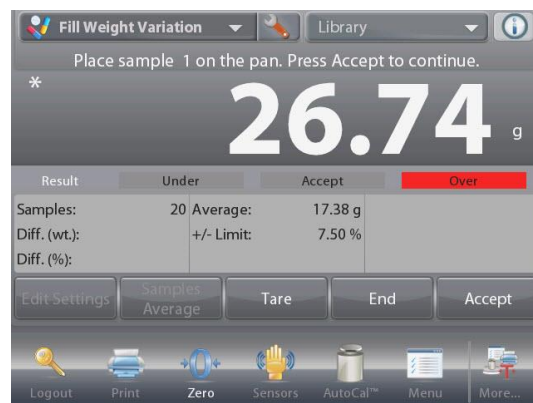 Fill Weight Variation Library
Place sample 1 on the pan. Press Accept to continue.
* 26.74 g
Result Under Accept Over
Samples: 20 Average: 17.38 g
Diff. (wt.): +/- Limit: 7.50 %
Diff. (%):
Edit Settings Samples Average Tare End Accept
Logout Print Zero Sensors AutoCal™ Menu More...